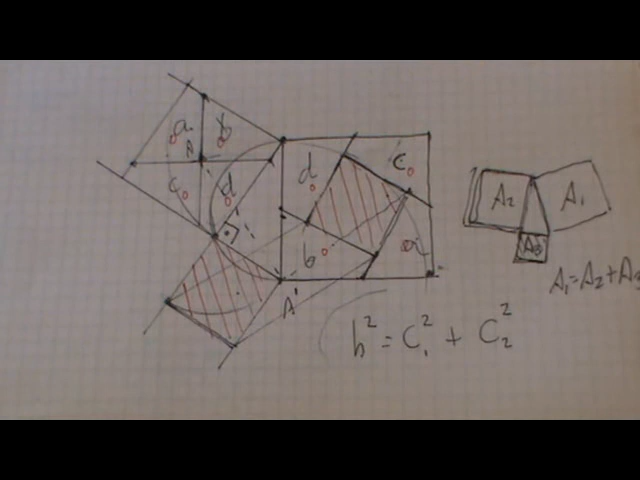 a b
A
c d
d c
b a
A'
A2 A1
A3
A1=A2+A3
h²=C₁²+C₂²